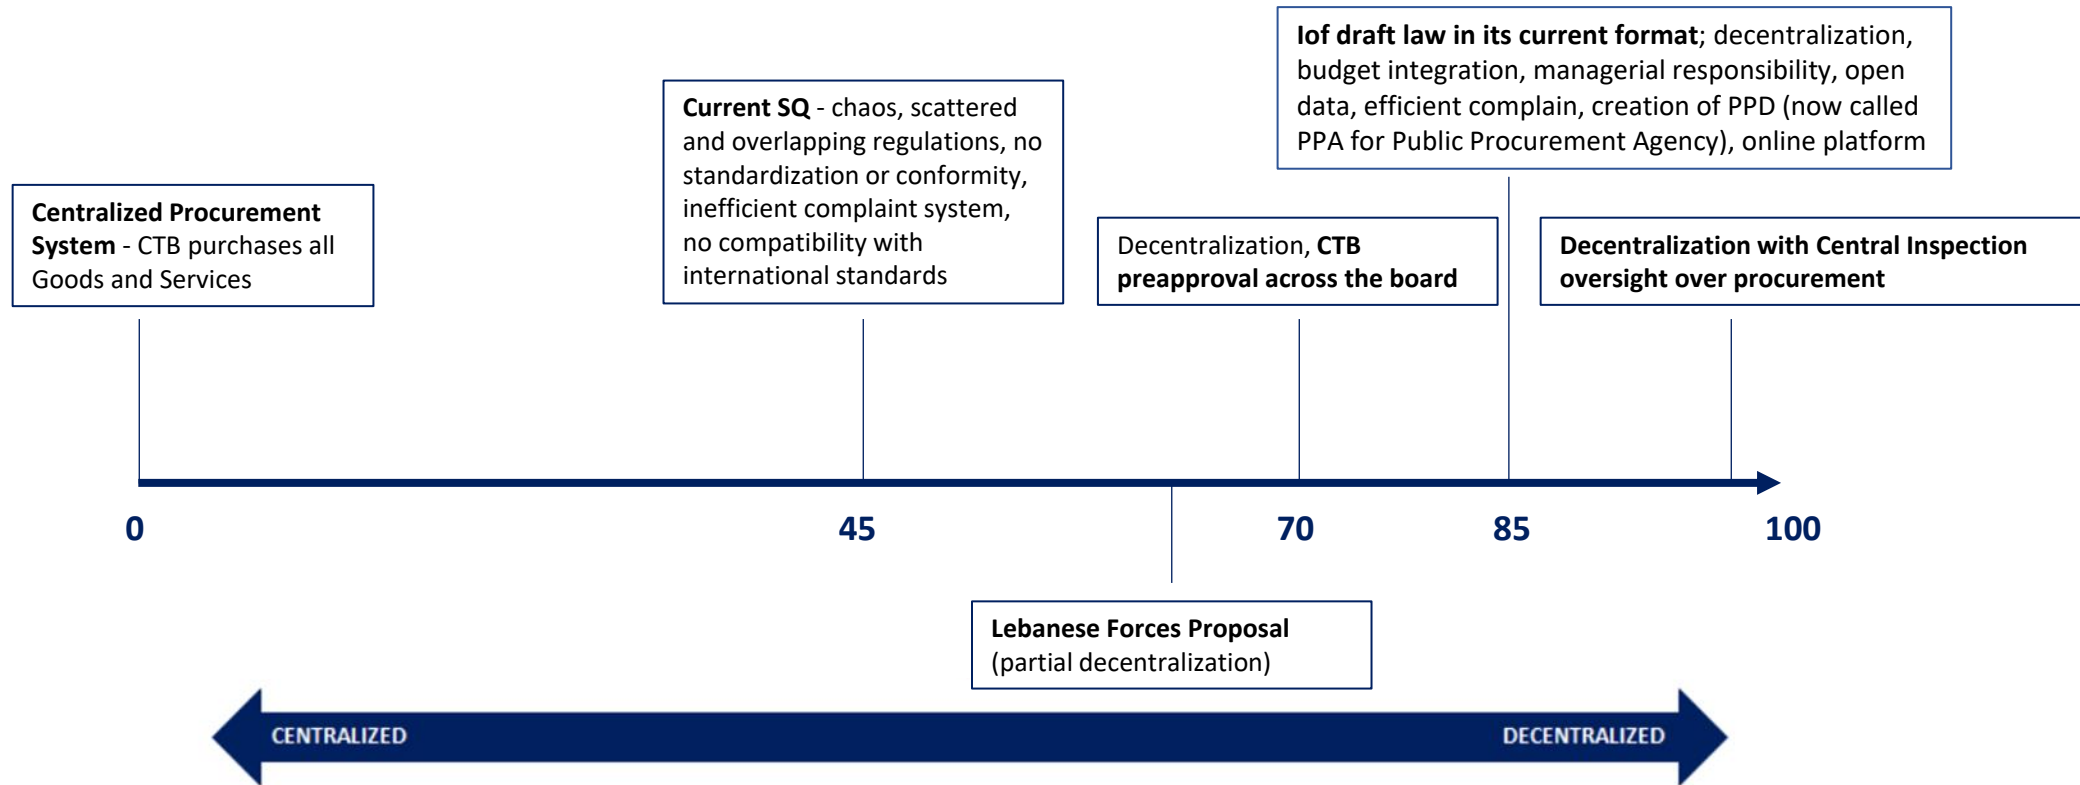 Iof draft law in its current format; decentralization,
budget integration, managerial responsibility, open
data, efficient complain, creation of PPD (now called
PPA for Public Procurement Agency), online platform
Current SQ - chaos, scattered
and overlapping regulations, no
standardization or conformity,
inefficient complaint system,
no compatibility with
international standards
Centralized Procurement
System - CTB purchases all
Goods and Services
Decentralization, CTB
preapproval across the board
Decentralization with Central Inspection
oversight over procurement
0
45
70
85
100
Lebanese Forces Proposal
(partial decentralization)
CENTRALIZED
DECENTRALIZED